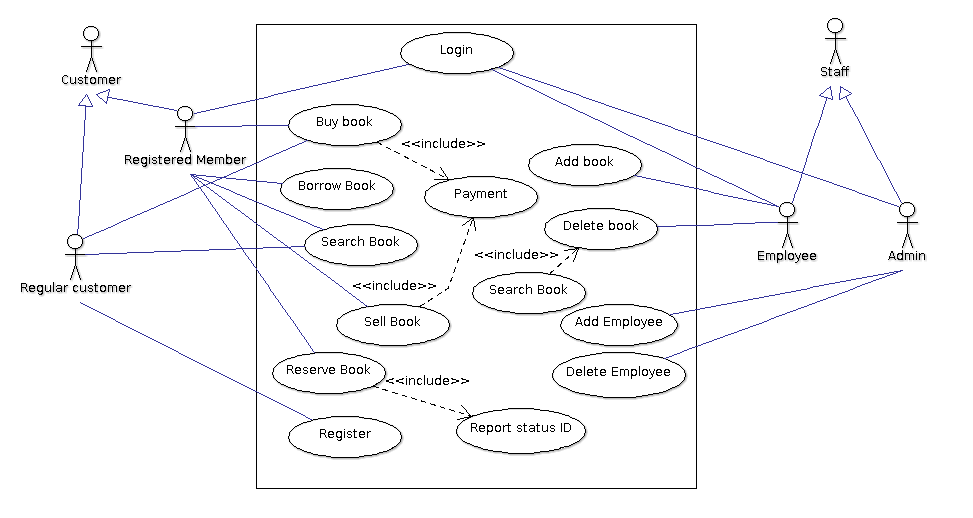 Customer
Staff
Login
Registered Member
Buy book
<<include>>
Add book
Borrow Book
Payment
Search Book
Delete book
<<include>>
Employee
Admin
Regular customer
<<include>>
Search Book
Sell Book
Add Employee
Reserve Book
<<include>>
Delete Employee
Register
Report status ID